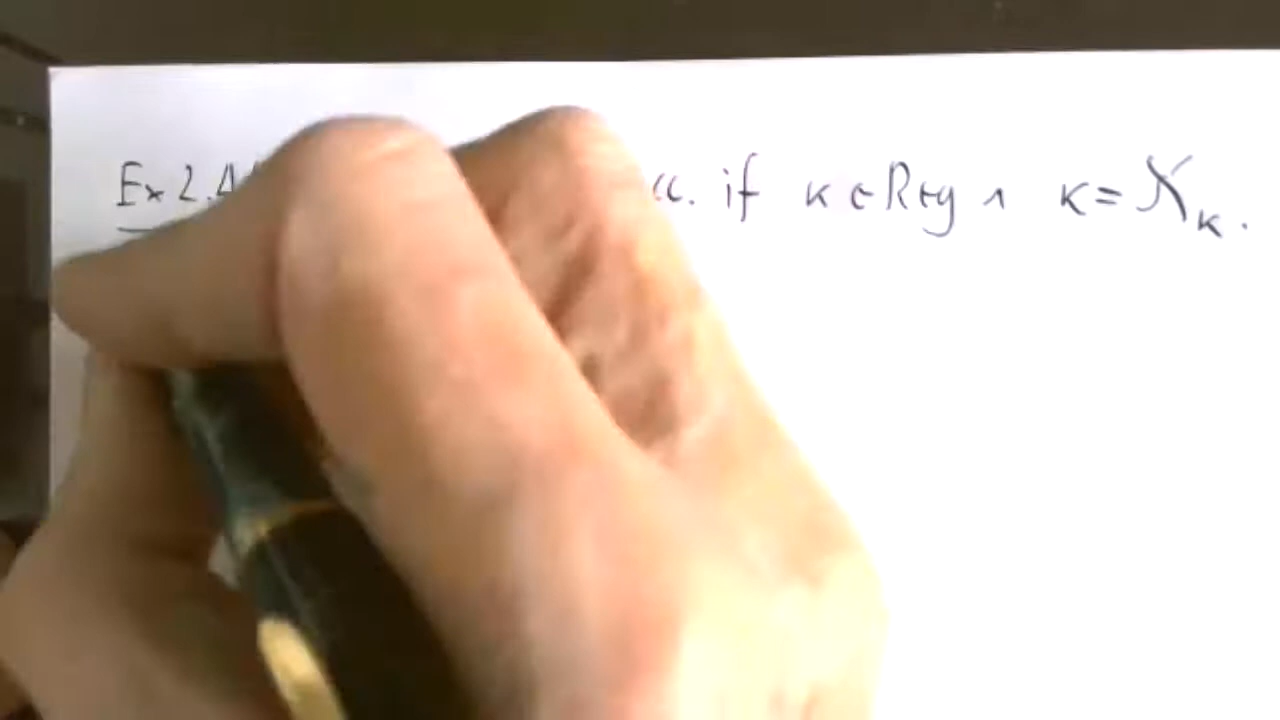 Ex 2.4 if κ ∈ Reg ∧ κ = ℵ_κ.